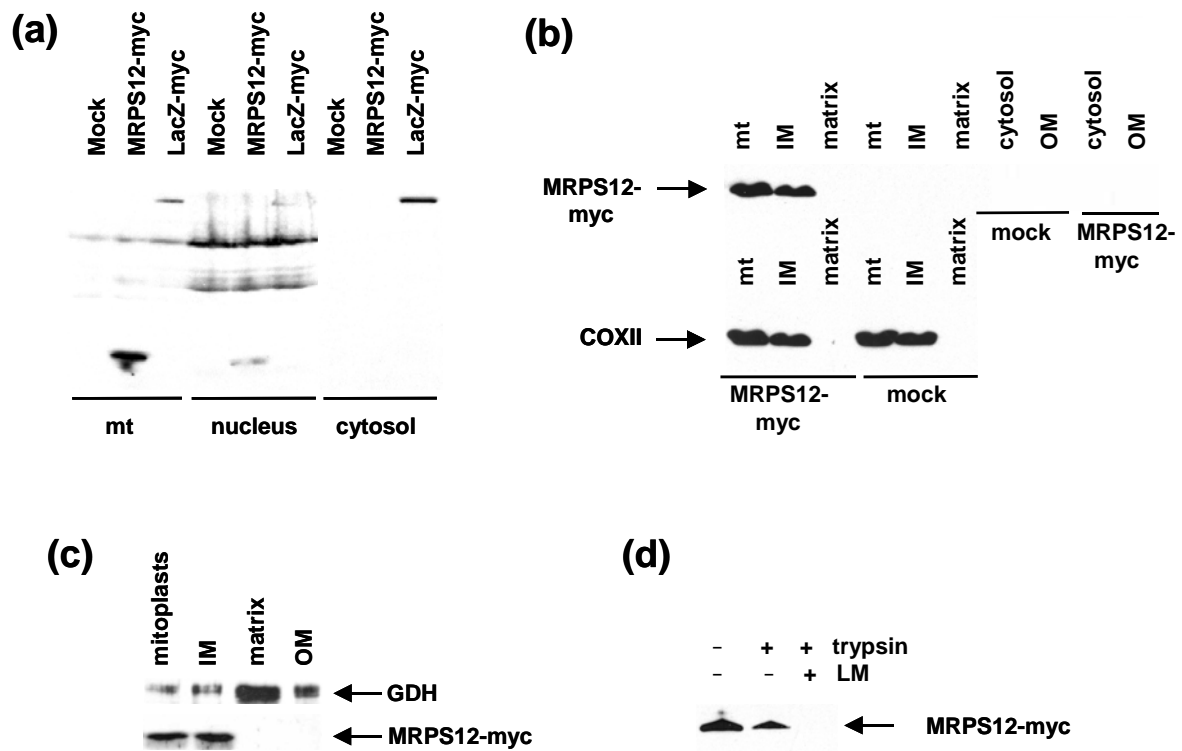 (a)
Mock
MRPS12-myc
LacZ-myc
Mock
MRPS12-myc
LacZ-myc
Mock
MRPS12-myc
LacZ-myc
mt
nucleus
cytosol
(b)
mt
IM
matrix
mt
IM
matrix
cytosol
OM
cytosol
OM
MRPS12-
myc
mock
MRPS12-
myc
mt
IM
matrix
mt
IM
matrix
COXII
MRPS12-
myc
mock
(c)
mitoplasts
IM
matrix
OM
GDH
MRPS12-myc
(d)
– + + trypsin
– – + LM
MRPS12-myc